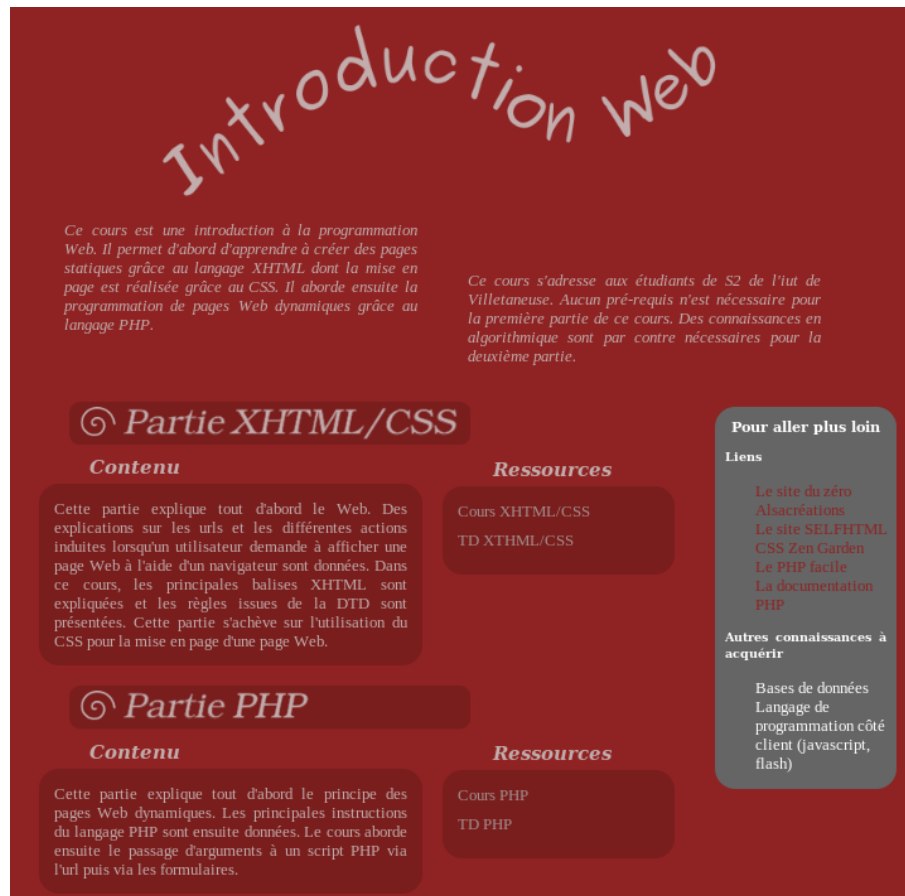 Introduction Web
Ce cours est une introduction à la programmation
Web. Il permet d'abord d'apprendre à créer des pages
statiques grâce au langage XHTML dont la mise en
page est réalisée grâce au CSS. Il aborde ensuite la
programmation de pages Web dynamiques grâce au
langage PHP.
Ce cours s'adresse aux étudiants de S2 de l'iut de
Villetaneuse. Aucun pré-requis n'est nécessaire pour
la première partie de ce cours. Des connaissances en
algorithmique sont par contre nécessaires pour la
deuxième partie.
Partie XHTML/CSS
Contenu
Cette partie explique tout d'abord le Web. Des
explications sur les urls et les différentes actions
induites lorsqu'un utilisateur demande à afficher une
page Web à l'aide d'un navigateur sont données. Dans
ce cours, les principales balises XHTML sont
expliquées et les règles issues de la DTD sont
présentées. Cette partie s'achève sur l'utilisation du
CSS pour la mise en page d'une page Web.
Ressources
Cours XHTML/CSS
TD XTHML/CSS
Partie PHP
Contenu
Cette partie explique tout d'abord le principe des
pages Web dynamiques. Les principales instructions
du langage PHP sont ensuite données. Le cours aborde
ensuite le passage d'arguments à un script PHP via
l'url puis via les formulaires.
Ressources
Cours PHP
TD PHP
Pour aller plus loin
Liens
Le site du zéro
Alsacréations
Le site SELFHTML
CSS Zen Garden
Le PHP facile
La documentation
PHP
Autres connaissances à
acquérir
Bases de données
Langage de
programmation côté
client (javascript,
flash)